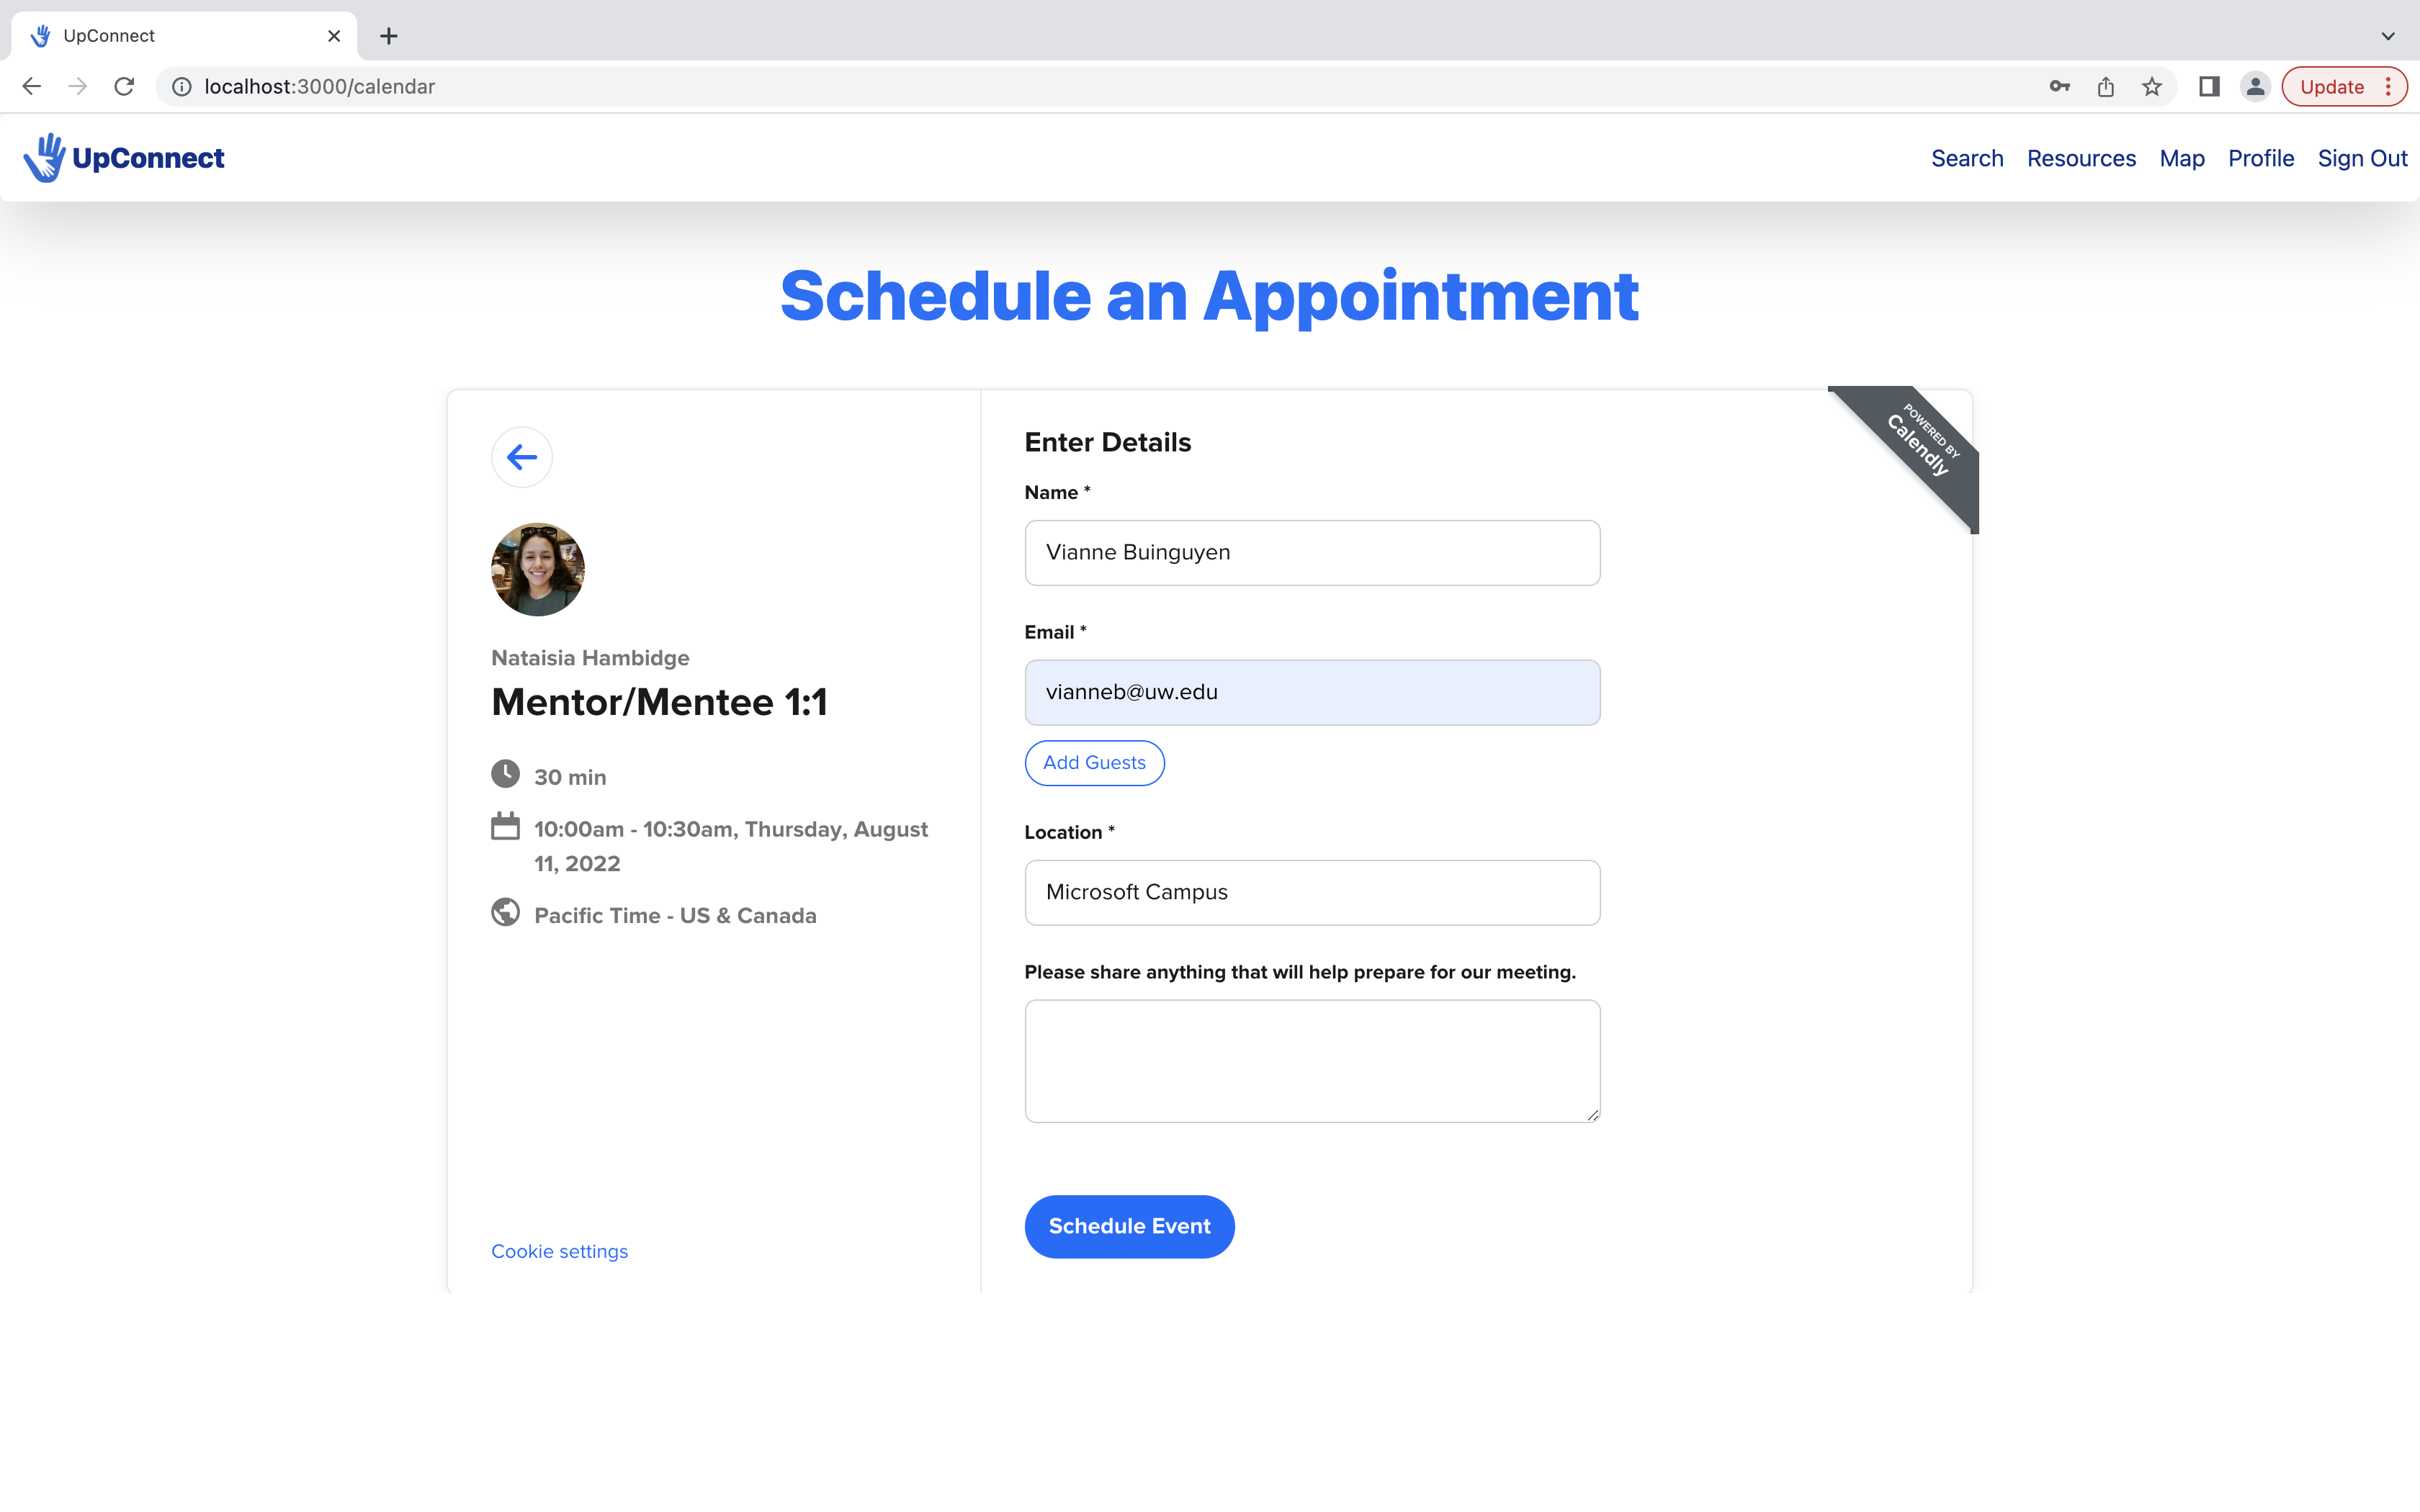 UpConnect
localhost:3000/calendar
Update
UpConnect
Search Resources Map Profile Sign Out
Schedule an Appointment
POWERED BY
Calendly
Nataisia Hambidge
Mentor/Mentee 1:1
30 min
10:00am - 10:30am, Thursday, August
11, 2022
Pacific Time - US & Canada
Cookie settings
Enter Details
Name *
Vianne Buinguyen
Email *
vianneb@uw.edu
Add Guests
Location *
Microsoft Campus
Please share anything that will help prepare for our meeting.
Schedule Event